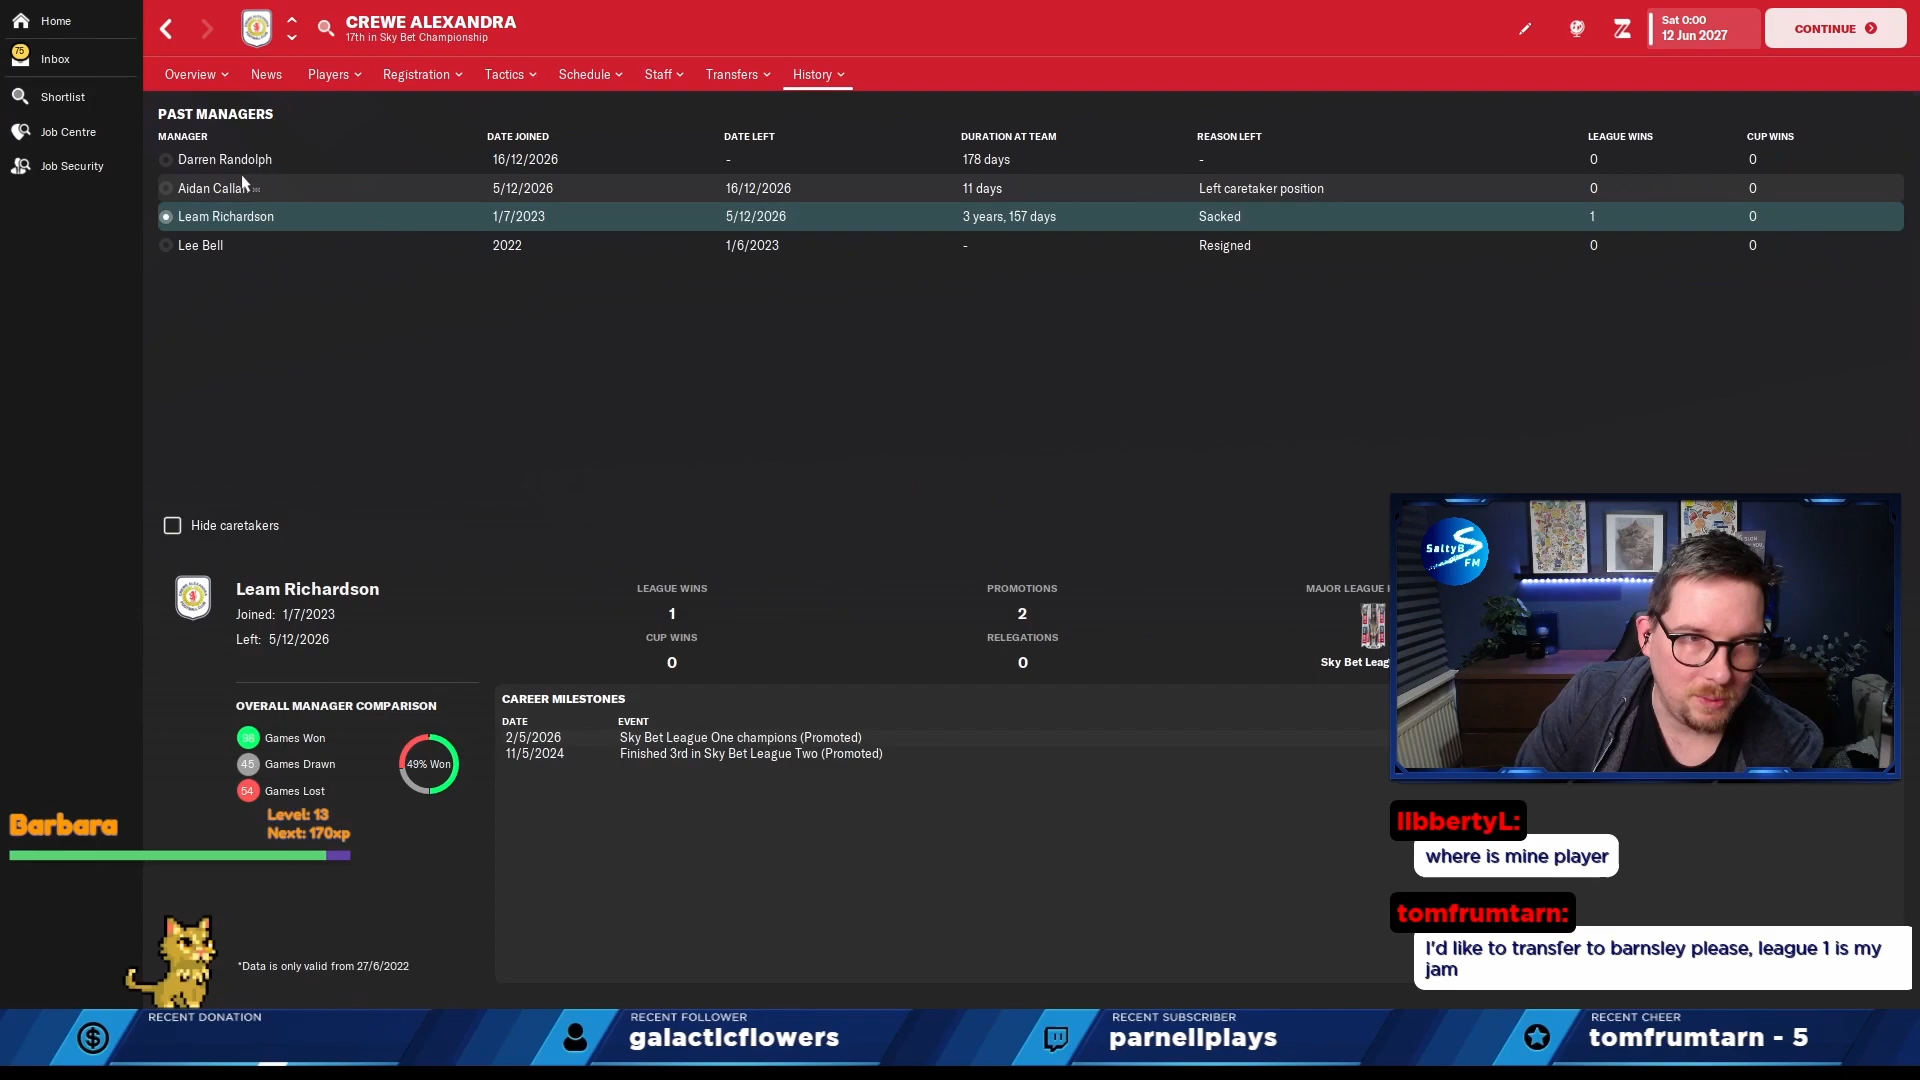 Home
75
Inbox
Shortlist
Job Centre
Job Security
CREWE ALEXANDRA
17th in Sky Bet Championship
Sat 0:00
12 Jun 2027
CONTINUE
Overview
News
Players
Registration
Tactics
Schedule
Staff
Transfers
History
PAST MANAGERS
MANAGER DATE JOINED DATE LEFT DURATION AT TEAM REASON LEFT LEAGUE WINS CUP WINS
Darren Randolph 16/12/2026 - 178 days - 0 0
Aidan 5/12/2026 16/12/2026 11 days Left caretaker position 0 0
Leam Richardson 1/7/2023 5/12/2026 3 years, 157 days Sacked 1 0
Lee Bell 2022 1/6/2023 - Resigned 0 0
Hide caretakers
Leam Richardson
Joined: 1/7/2023
Left: 5/12/2026
LEAGUE WINS
1
CUP WINS
0
PROMOTIONS
2
RELEGATIONS
0
MAJOR LEAGUE
Sky Bet Leag
OVERALL MANAGER COMPARISON
Games Won
45 Games Drawn
54 Games Lost
49% Won
CAREER MILESTONES
DATE EVENT
2/5/2026 Sky Bet League One champions (Promoted)
11/5/2024 Finished 3rd in Sky Bet League Two (Promoted)
Barbara
Level: 13
Next: 170xp
*Data is only valid from 27/6/2022
SaltyB
FM
llbbertyL:
where is mine player
tomfrumtarn:
I'd like to transfer to barnsley please, league 1 is my
jam
RECENT DONATION
RECENT FOLLOWER
galacticflowers
RECENT SUBSCRIBER
parnellplays
RECENT CHEER
tomfrumtarn - 5